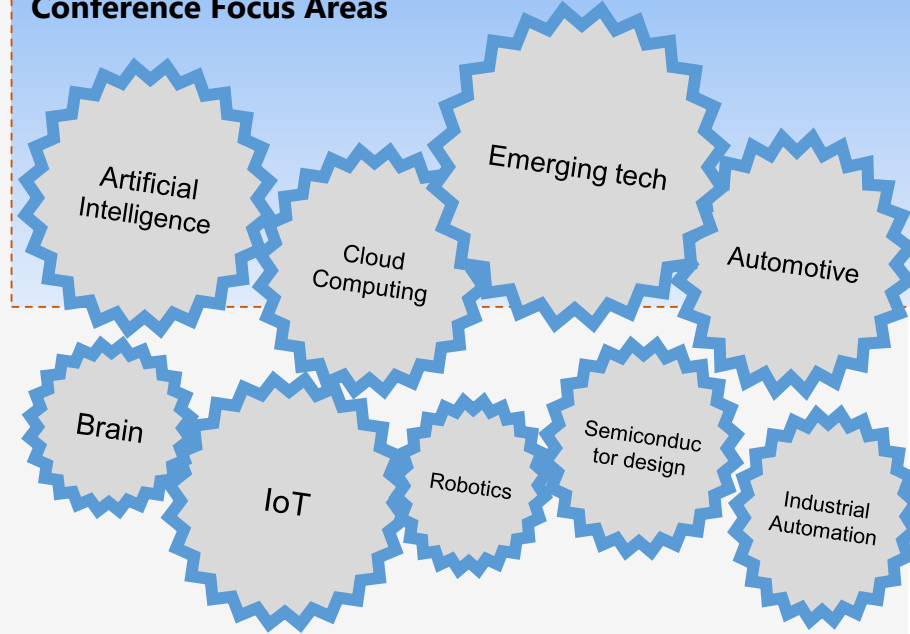 Conference Focus Areas
Artificial
Intelligence
Cloud
Computing
Emerging tech
Automotive
Brain
IoT
Robotics
Semiconduc
tor design
Industrial
Automation